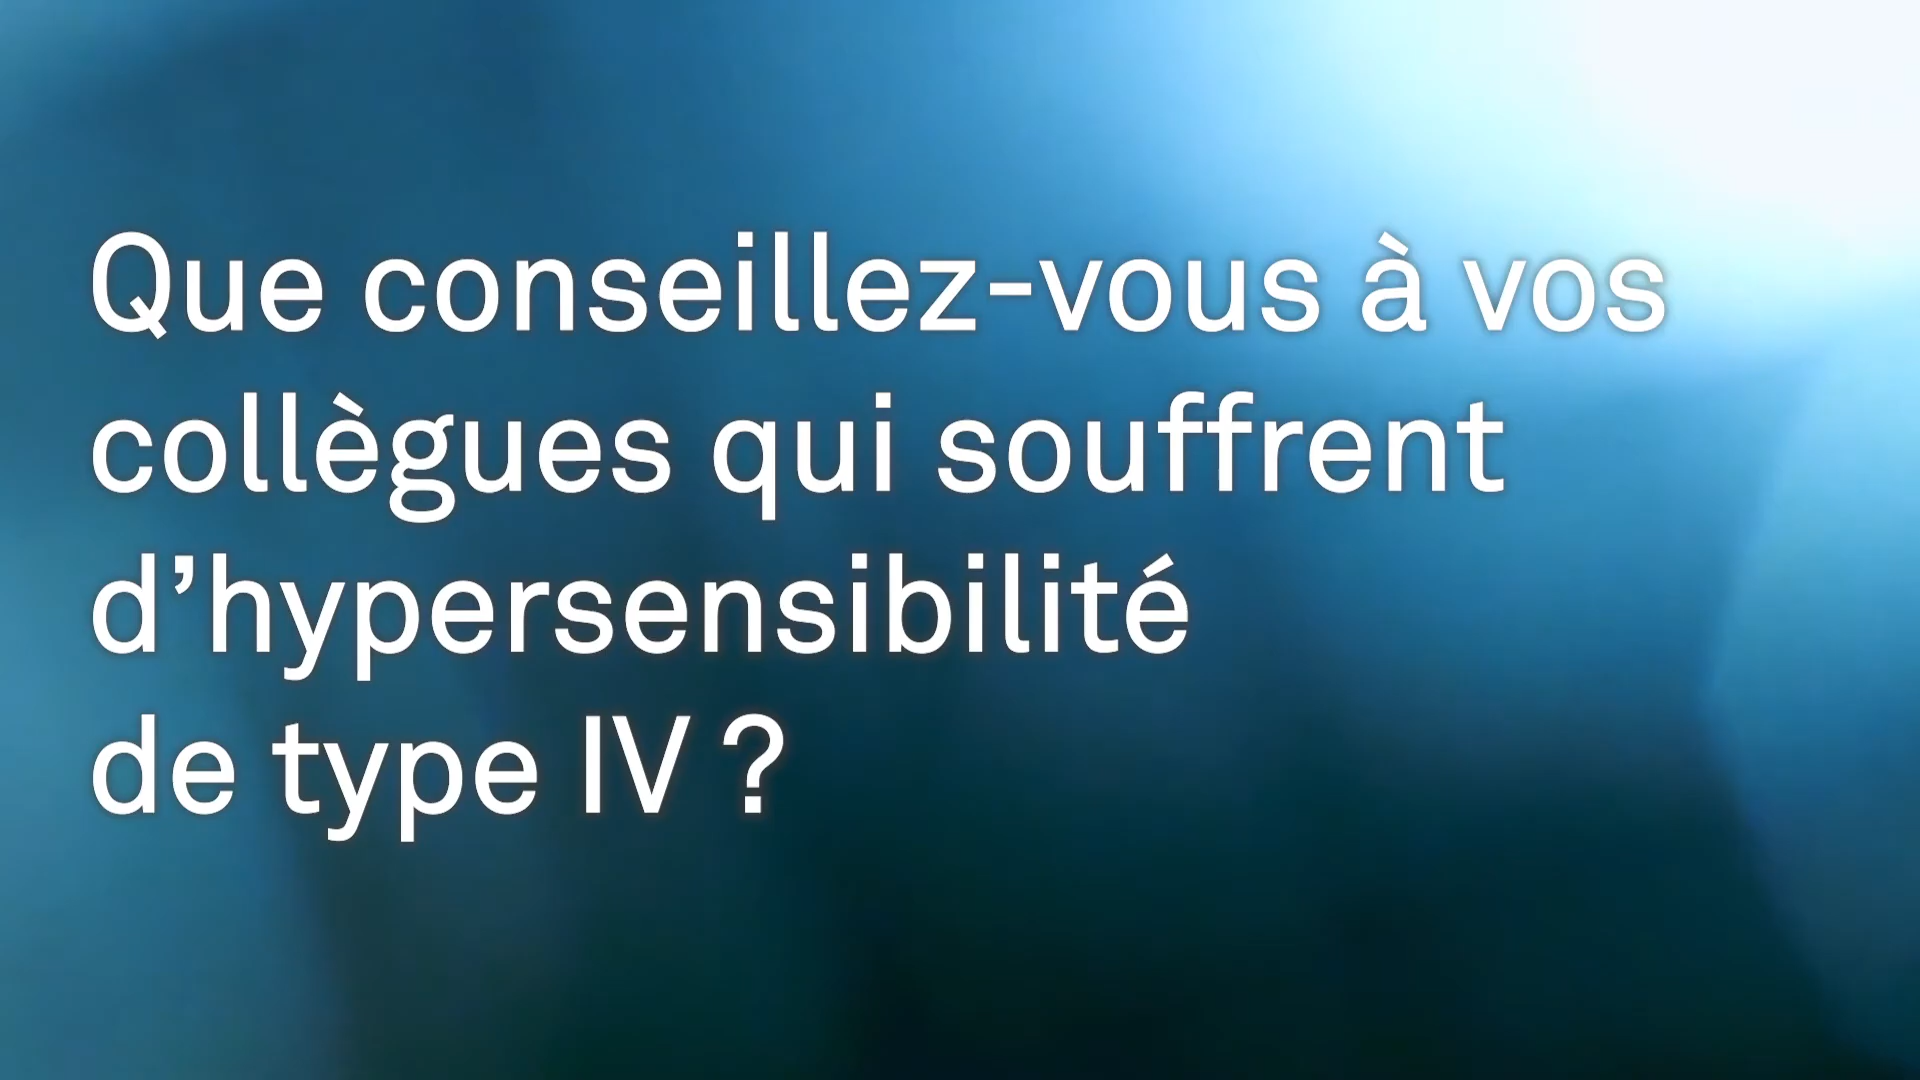 Que conseillez-vous à vos
collègues qui souffrent
d’hypersensibilité
de type IV ?